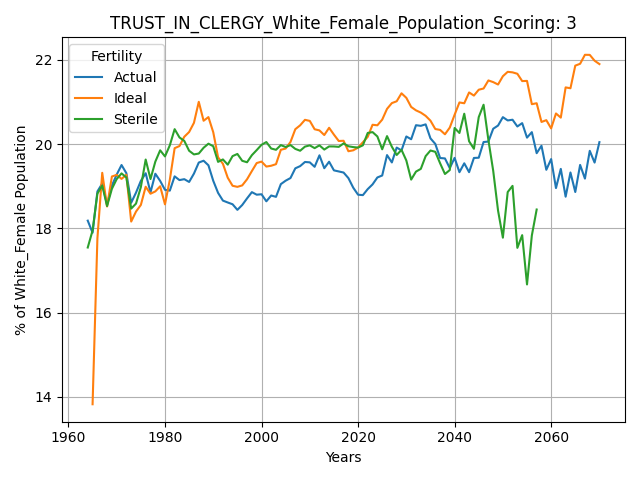 TRUST_IN_CLERGY_White_Female_Population_Scoring: 3
Fertility
Actual
Ideal
Sterile
% of White_Female Population
22
20
18
16
14
1960
1980
2000
2020
2040
2060
Years